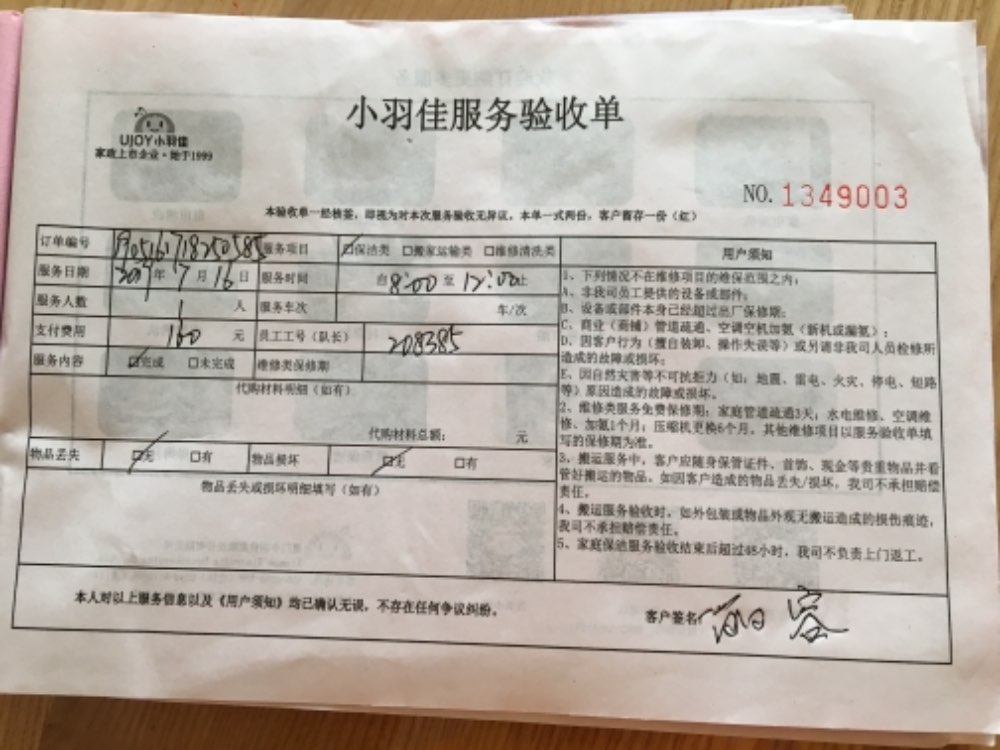 小羽佳服务验收单
UJOY小羽佳
家政上市企业·始于1999
NO. 1349003
本验收单一经核签，即视为对本次服务验收无异议，本单一式两份，客户留存一份（红）
订单编号 服务项目 ☑保洁类 □搬家运输类 □维修清洗类
服务日期 2019年7月16日 服务时间 自8:00至12:00止
服务人数 1人 服务车次 车/次
支付费用 160元 员工工号（队长） 208385
服务内容 ☑完成 □未完成 维修类保修期
代购材料明细（如有）
代购材料总额： 元
物品丢失 ☑无 □有 物品损坏 ☑无 □有
物品丢失或损坏明细填写（如有）
用户须知
1、下列情况不在维修项目的维保范围之内：
A、非我司员工提供的设备或部件；
B、设备或部件本身已经超过出厂保修期；
C、商业（商铺）管道疏通、空调空机加氨（新机或漏氨）；
D、因客户行为（擅自装卸、操作失误等）或另请非我司人员检修所
造成的故障或损坏；
E、因自然灾害等不可抗拒力（如：地震、雷电、火灾、停电、短路
等）原因造成的故障或损坏。
2、维修类服务免费保修期：家庭管道疏通3天；水电维修、空调维
修、加氨1个月；压缩机更换6个月，其他维修项目以服务验收单填
写的保修期为准。
3、搬运服务中，客户应随身保管证件、首饰、现金等贵重物品并看
管好搬运的物品。如因客户造成的物品丢失/损坏，我司不承担赔偿
责任。
4、搬运服务验收时，如外包装或物品外观无搬运造成的损伤痕迹，
我司不承担赔偿责任。
5、家庭保洁服务验收结束后超过48小时，我司不负责上门返工。
本人对以上服务信息以及《用户须知》均已确认无误，不存在任何争议纠纷。
客户签名：